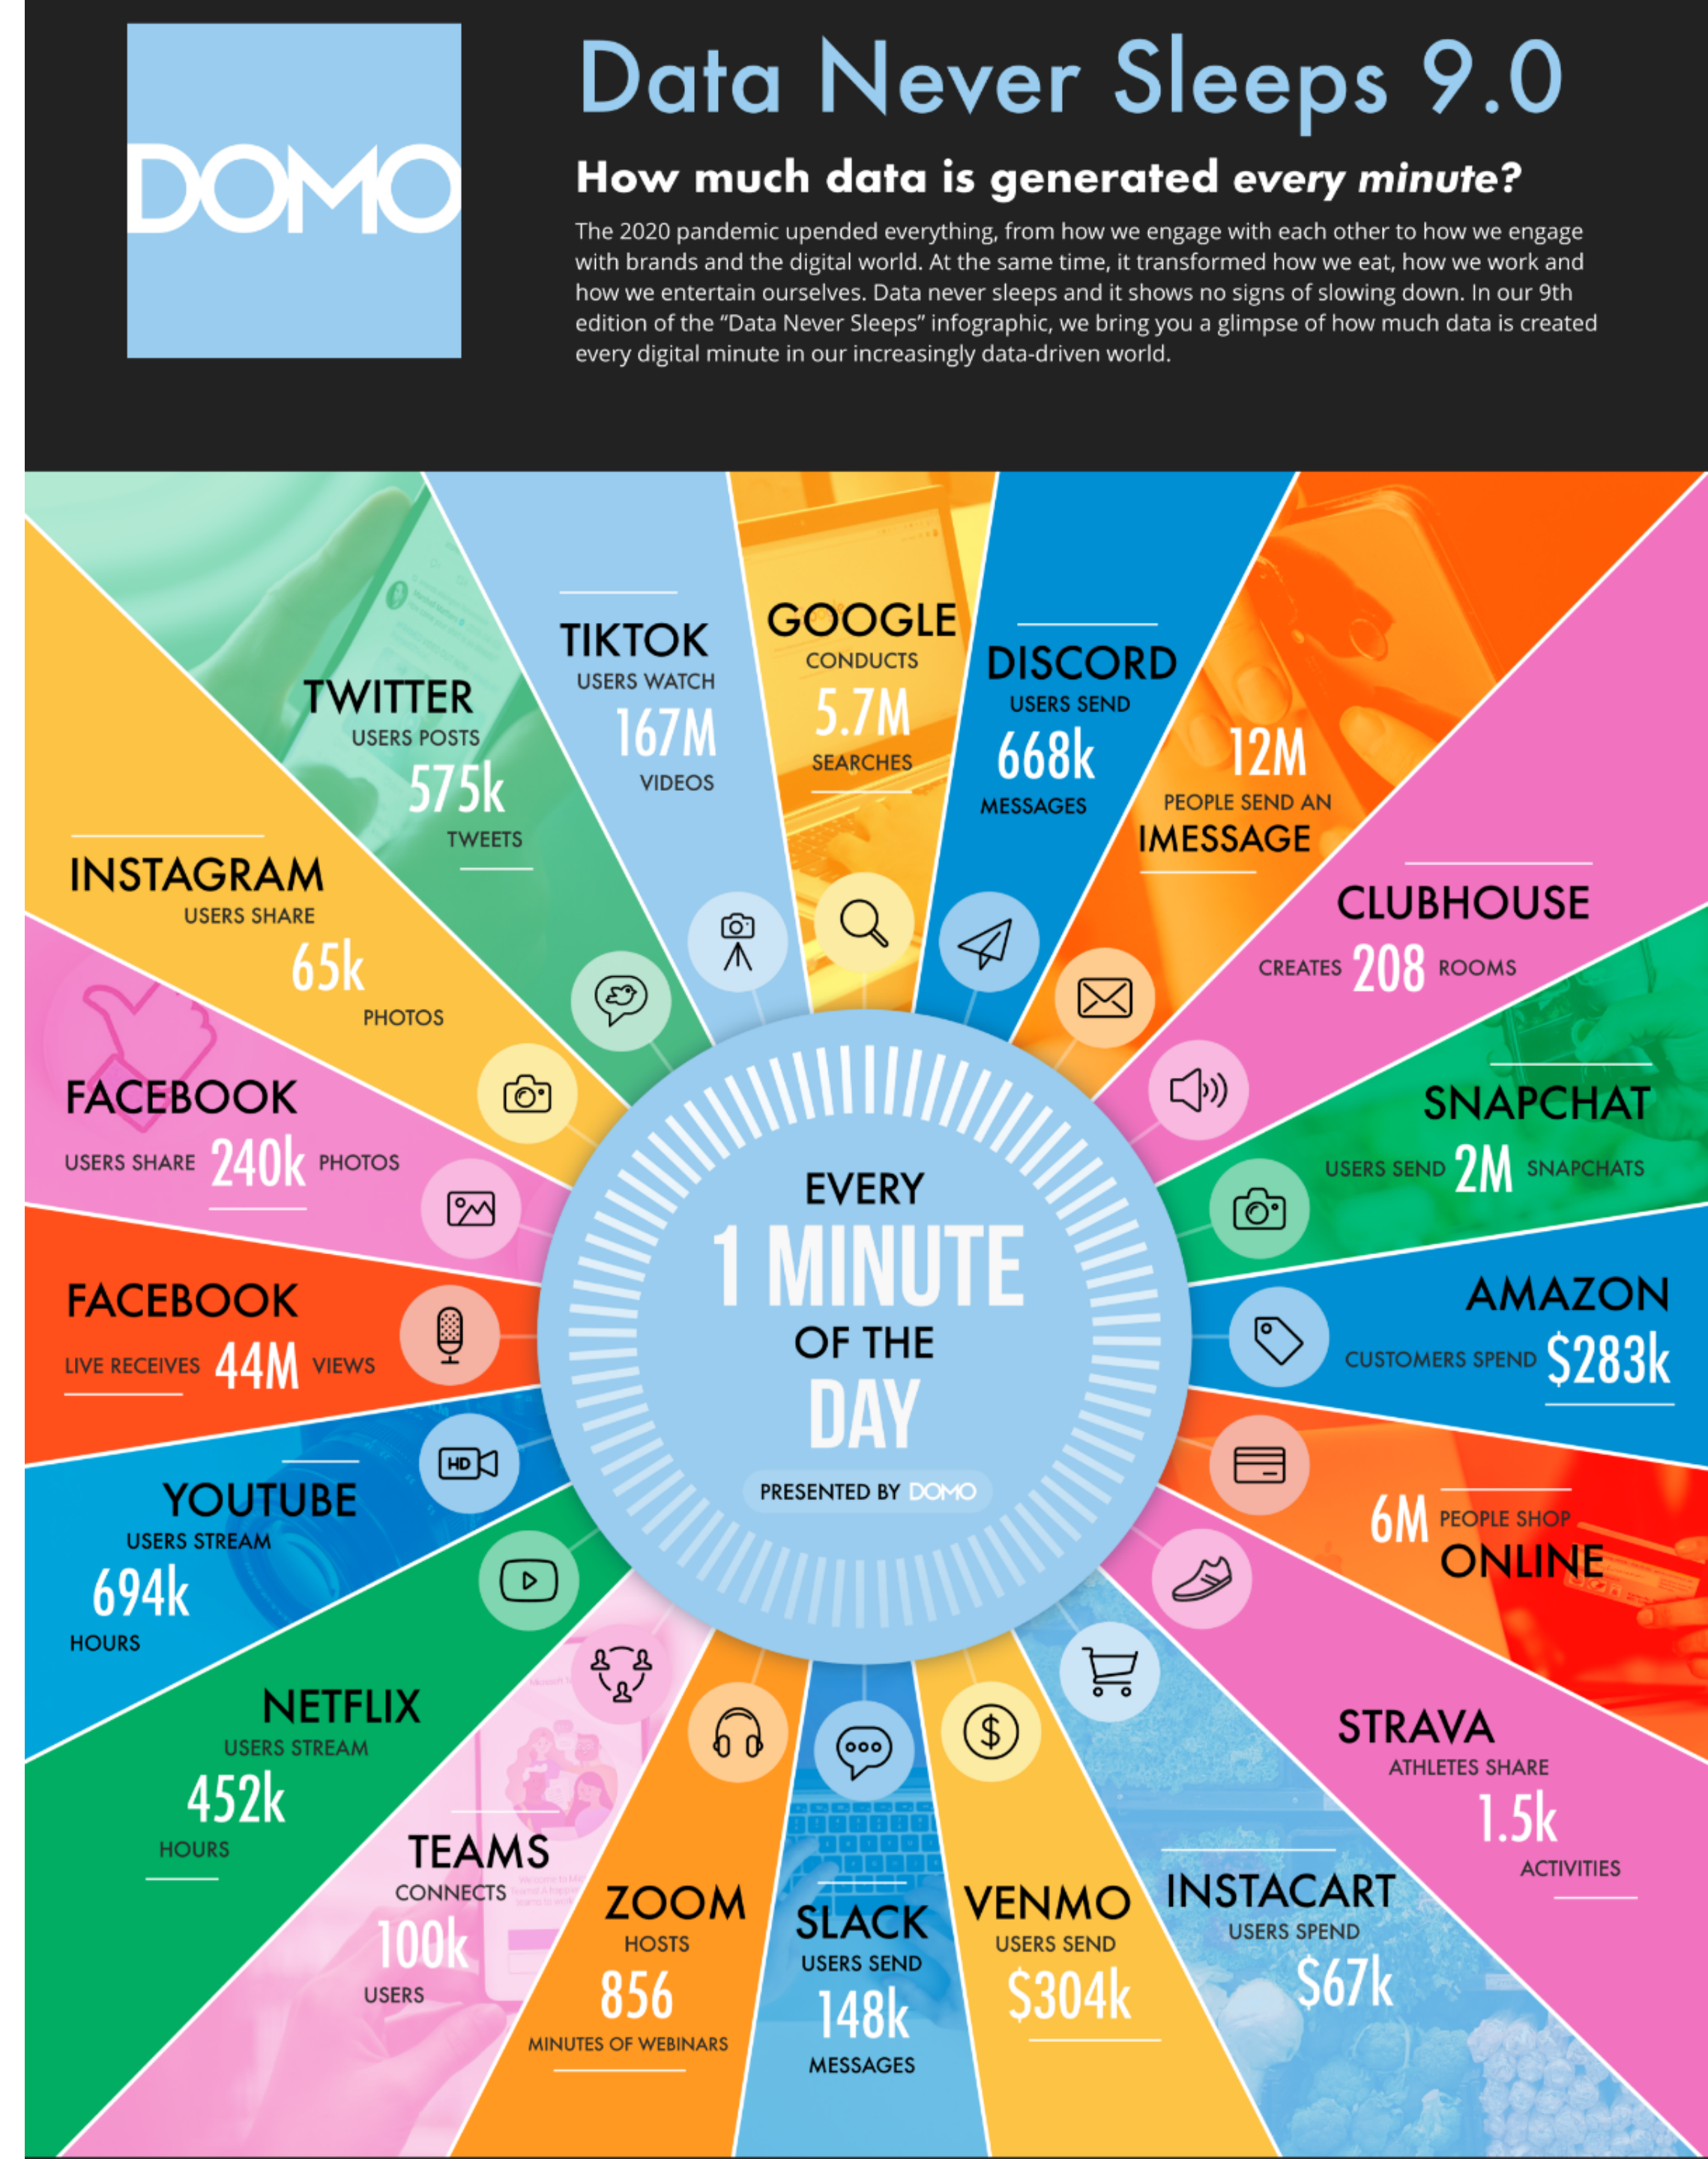 DOMO
Data Never Sleeps 9.0
How much data is generated every minute?
The 2020 pandemic upended everything, from how we engage with each other to how we engage
with brands and the digital world. At the same time, it transformed how we eat, how we work and
how we entertain ourselves. Data never sleeps and it shows no signs of slowing down. In our 9th
edition of the “Data Never Sleeps” infographic, we bring you a glimpse of how much data is created
every digital minute in our increasingly data-driven world.
GOOGLE
CONDUCTS
5.7M
SEARCHES
DISCORD
USERS SEND
668k
MESSAGES
12M
PEOPLE SEND AN
IMESSAGE
CLUBHOUSE
CREATES 208 ROOMS
SNAPCHAT
USERS SEND 2M SNAPCHATS
AMAZON
CUSTOMERS SPEND $283k
6M PEOPLE SHOP
ONLINE
STRAVA
ATHLETES SHARE
1.5k
ACTIVITIES
INSTACART
USERS SPEND
$67k
VENMO
USERS SEND
$304k
SLACK
USERS SEND
148k
MESSAGES
ZOOM
HOSTS
856
MINUTES OF WEBINARS
TEAMS
CONNECTS
100k
USERS
NETFLIX
USERS STREAM
452k
HOURS
YOUTUBE
USERS STREAM
694k
HOURS
HD
FACEBOOK
LIVE RECEIVES 44M VIEWS
FACEBOOK
USERS SHARE 240k PHOTOS
INSTAGRAM
USERS SHARE
65k
PHOTOS
TWITTER
USERS POSTS
575k
TWEETS
TIKTOK
USERS WATCH
167M
VIDEOS
EVERY
1 MINUTE
OF THE
DAY
PRESENTED BY DOMO